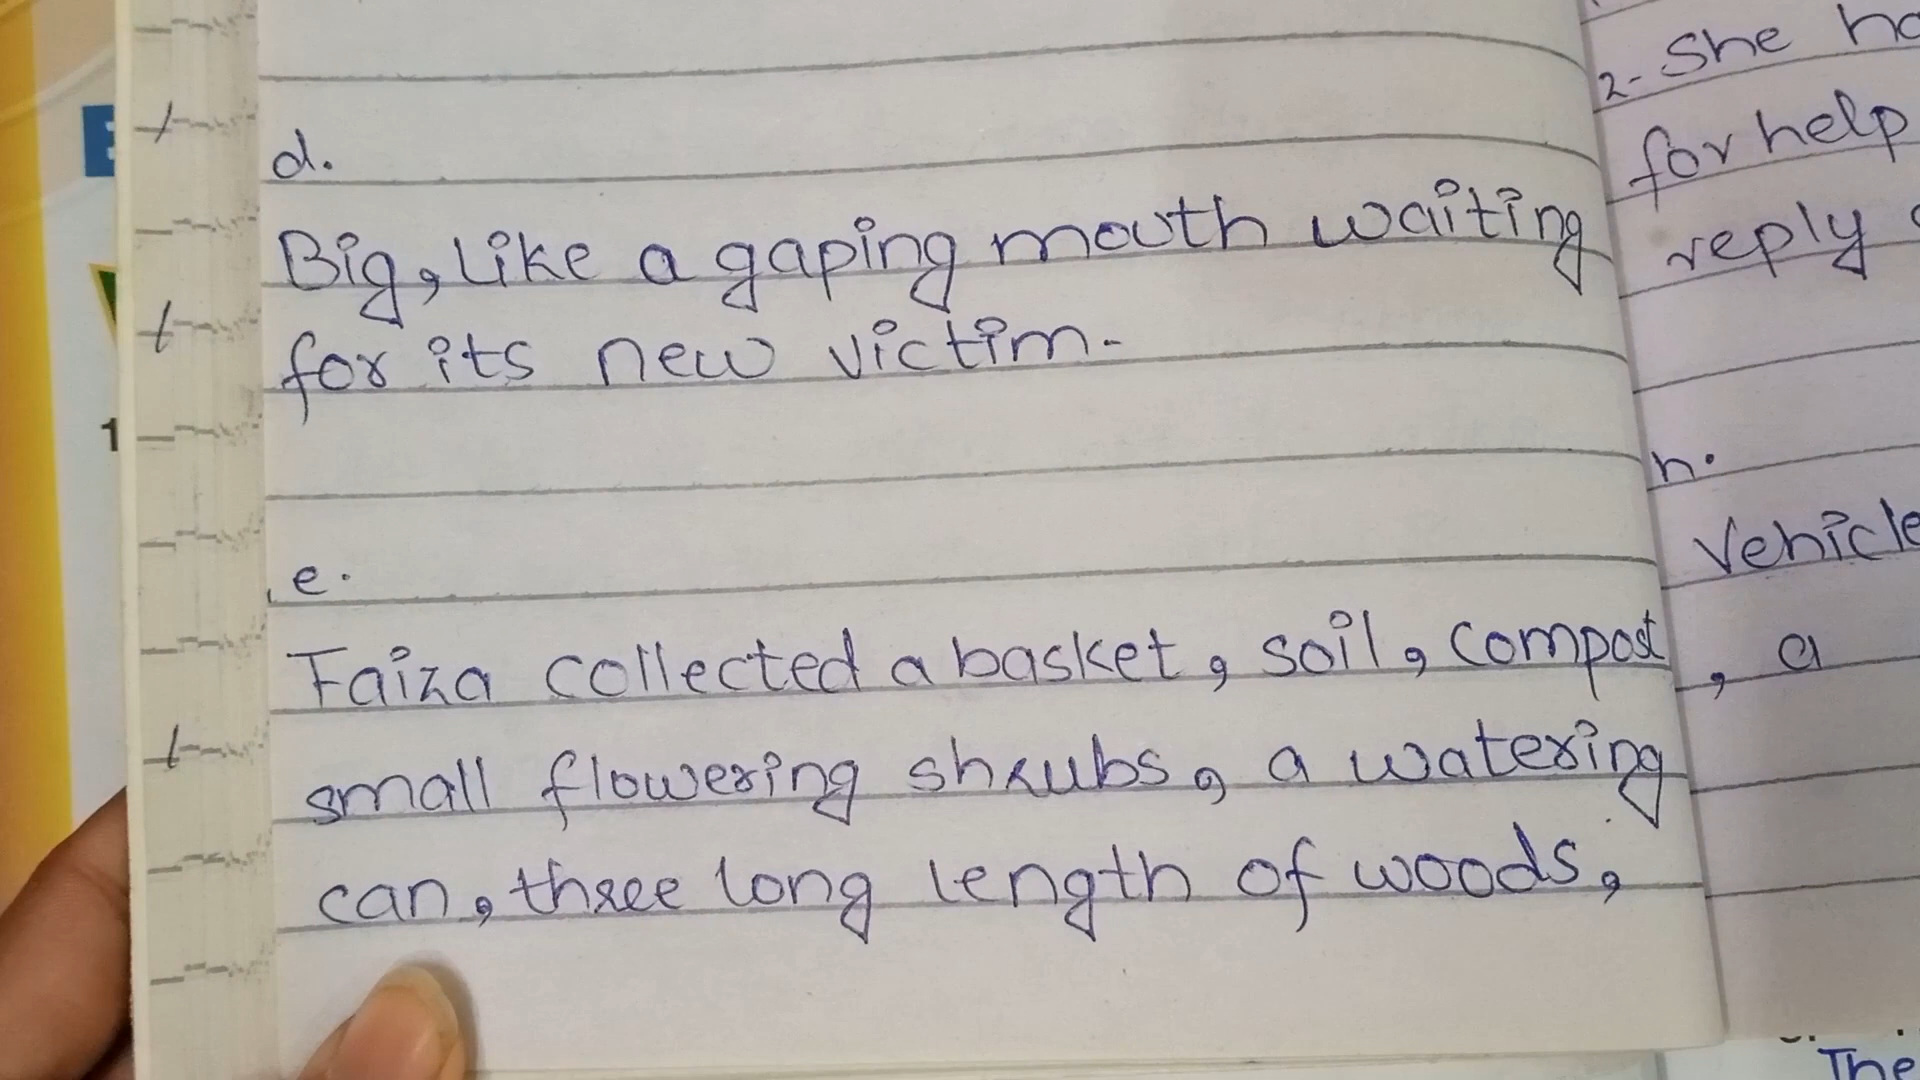 d.
Big, like a gaping mouth waiting
for its new victim.
e.
Faiza collected a basket, soil, compost
small flowering shrubs, a watering
can, three long length of woods,
2- She
for help
reply
h.
Vehicle
, a
The
1